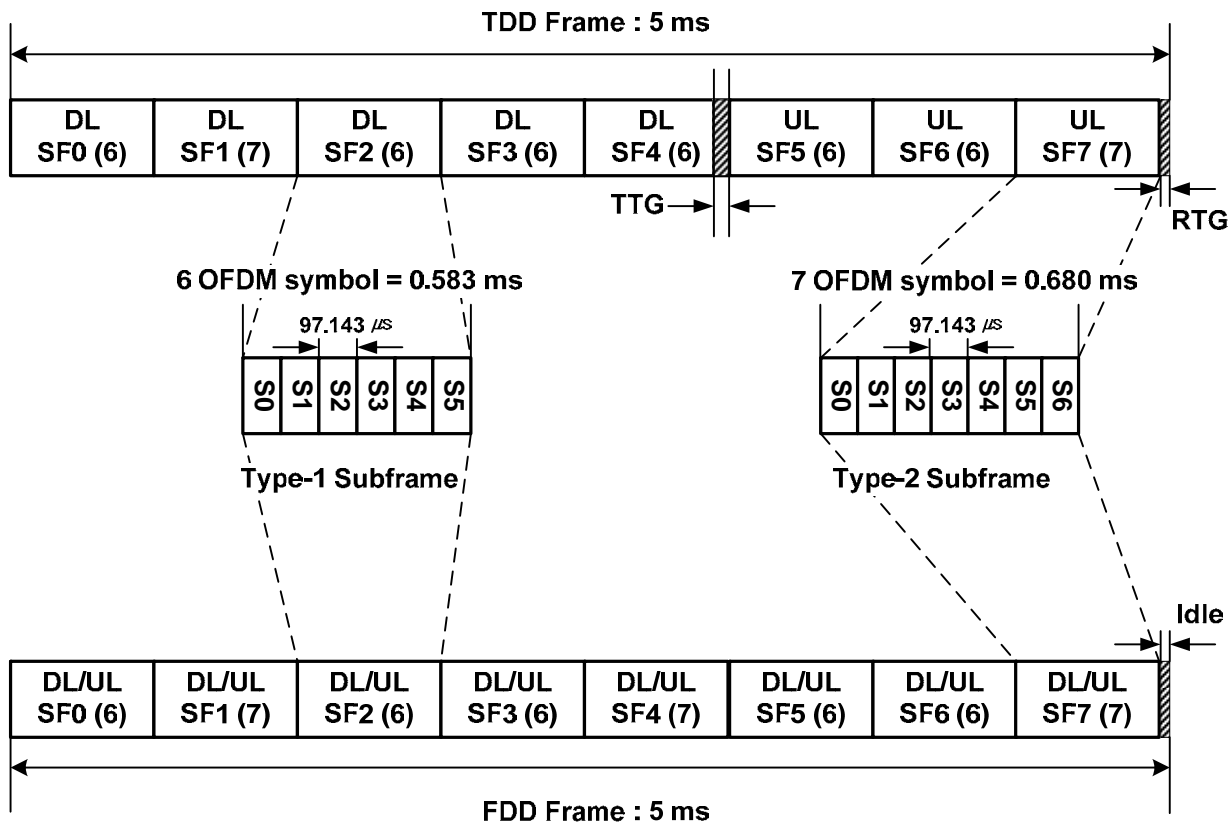 TDD Frame : 5 ms
DL DL DL DL DL UL UL UL
SF0 (6) SF1 (7) SF2 (6) SF3 (6) SF4 (6) SF5 (6) SF6 (6) SF7 (7)
TTG
RTG
6 OFDM symbol = 0.583 ms
7 OFDM symbol = 0.680 ms
97.143 μs
97.143 μs
S0 S1 S2 S3 S4 S5
S0 S1 S2 S3 S4 S5 S6
Type-1 Subframe
Type-2 Subframe
Idle
DL/UL DL/UL DL/UL DL/UL DL/UL DL/UL DL/UL DL/UL
SF0 (6) SF1 (7) SF2 (6) SF3 (6) SF4 (7) SF5 (6) SF6 (6) SF7 (7)
FDD Frame : 5 ms